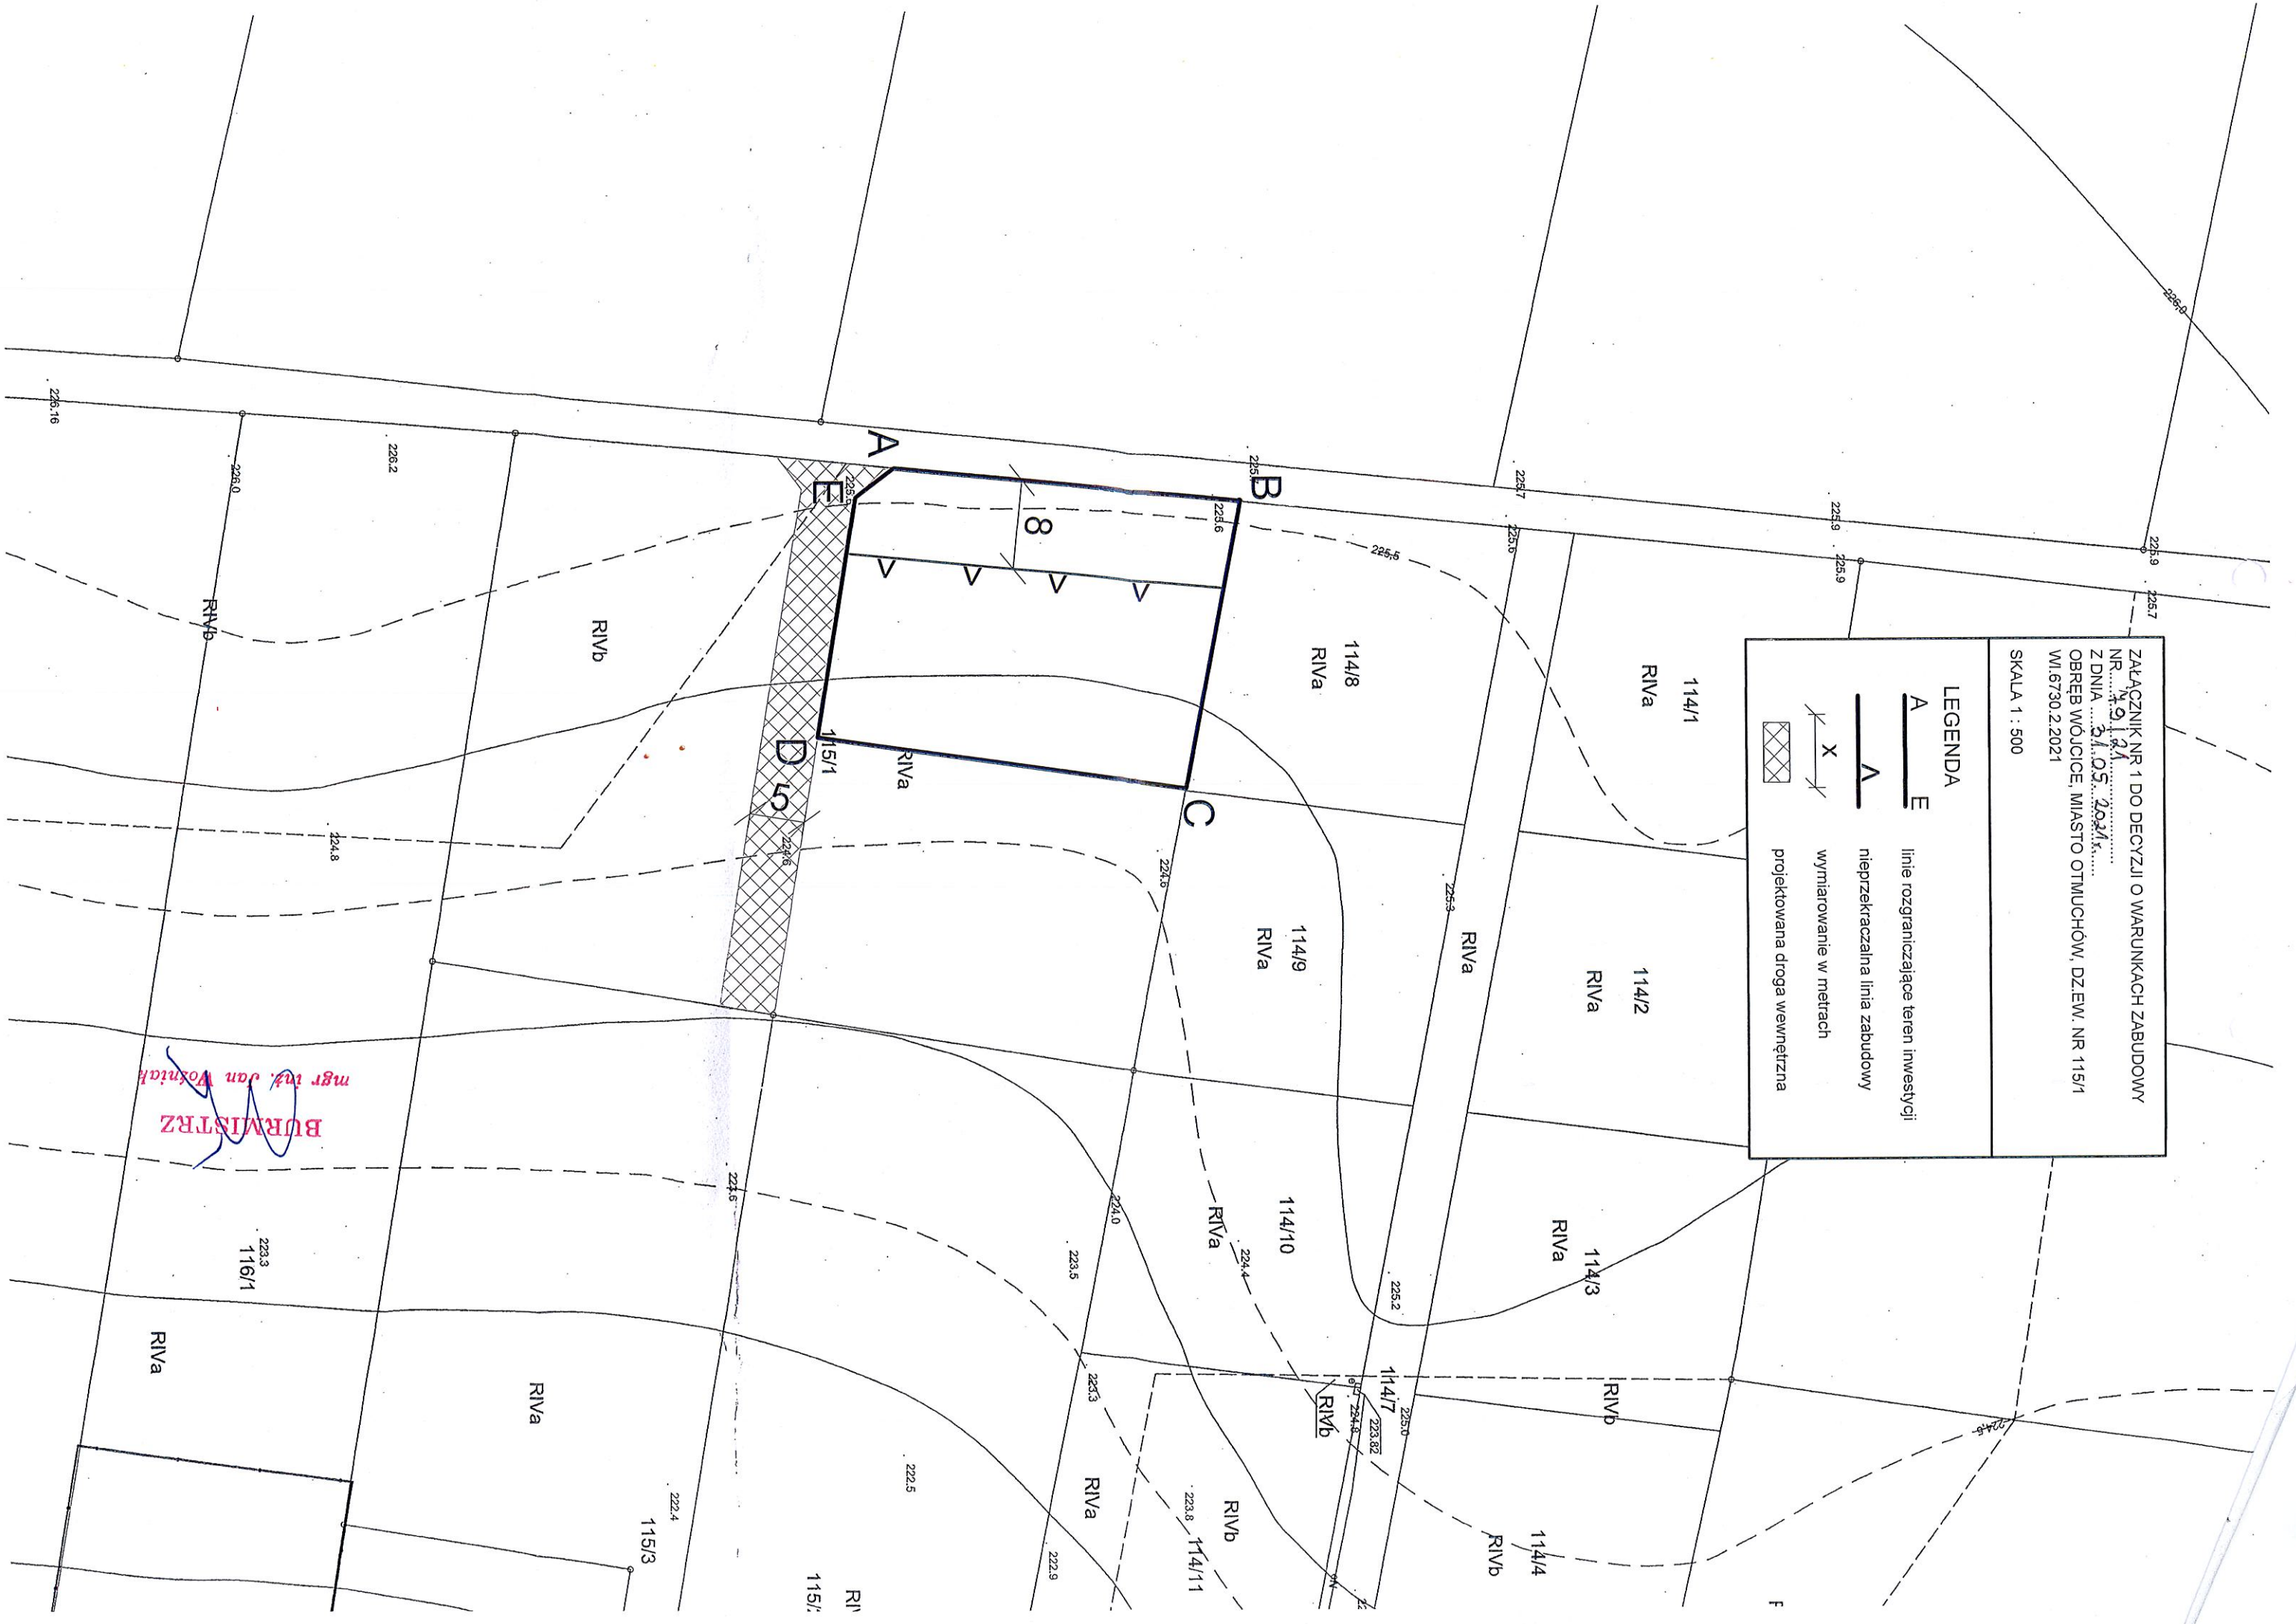 ZAŁĄCZNIK NR 1 DO DECYZJI O WARUNKACH ZABUDOWY
NR ................
Z DNIA ... 31.05.2021r. ......
OBRĘB WÓJCICE, MIASTO OTMUCHÓW, DZ.EW. NR 115/1
WI.6730.2.2021
SKALA 1 : 500
LEGENDA
A E linie rozgraniczające teren inwestycji
nieprzekraczalna linia zabudowy
X wymiarowanie w metrach
projektowana droga wewnętrzna
226,0
225.9
225.7
225.9
225.9
225.7
225.6
225,5
225.6
B
A
E
8
226.16
226.2
226.0
RIVb
RIVb
114/1
RIVa
114/8
RIVa
C
D
5
115/1
RIVa
224.6
224.6
224.8
225.3
RIVa
114/2
RIVa
114/9
RIVa
114/3
RIVa
114/10
RIVa
224.4
225.2
224.0
223.5
223.6
223.3
116/1
RIVa
RIVa
BURMISTRZ
mgr inż. Jan Woźniak
114/7
225.0
223.82
224.8
RIVb
RIVb
223.3
RIVa
RIVb
223.8
114/11
114/4
RIVb
224,5
222.5
222.4
222.9
115/3